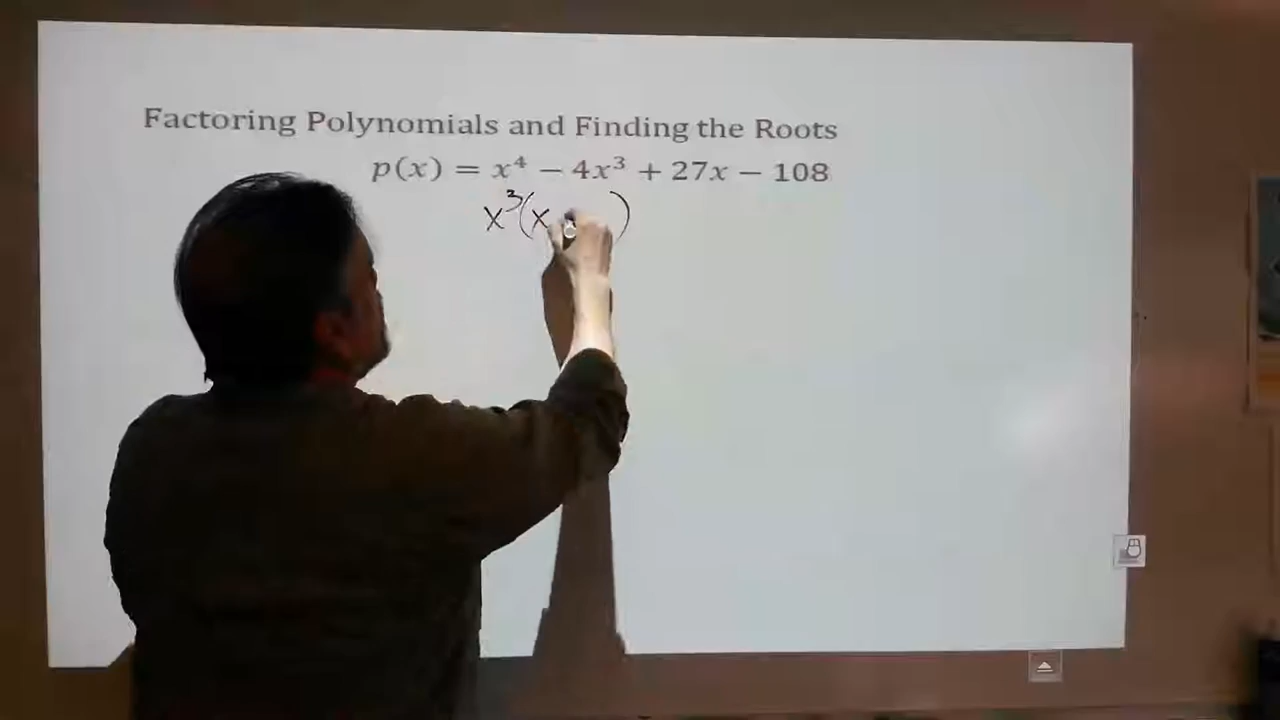 Factoring Polynomials and Finding the Roots
p(x) = x⁴ − 4x³ + 27x − 108
x³(x )